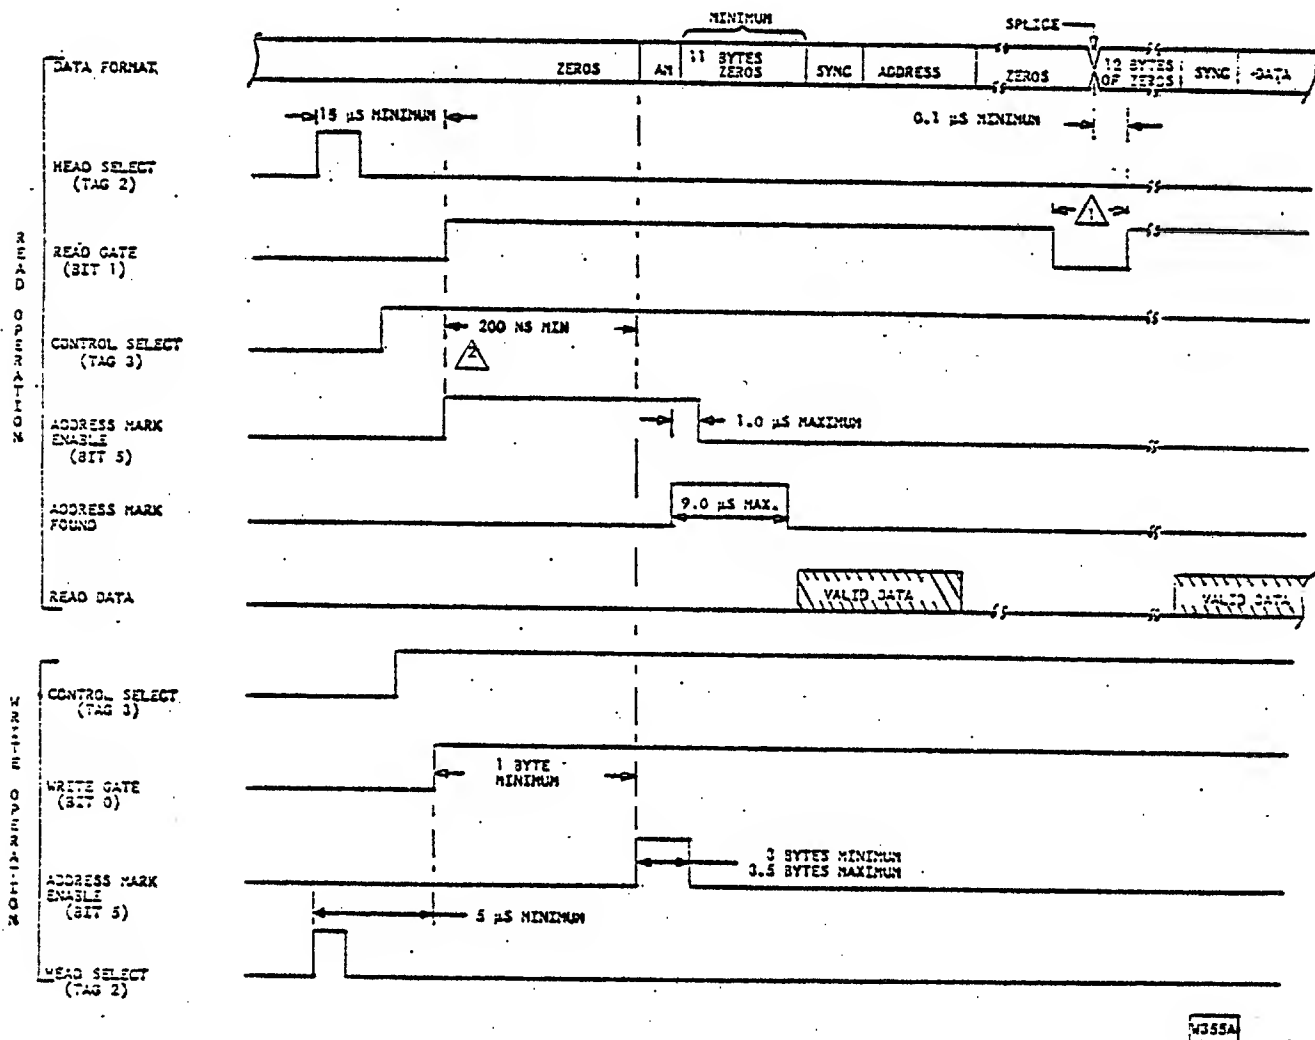 MINIMUM
SPLICE
DATA FORMAT
ZEROS
AM
11 BYTES
ZEROS
SYNC
ADDRESS
ZEROS
12 BYTES
OF ZEROS
SYNC
DATA
15 µS MINIMUM
0.1 µS MINIMUM
HEAD SELECT
(TAG 2)
1
READ OPERATION
READ GATE
(BIT 1)
200 NS MIN
CONTROL SELECT
(TAG 3)
2
1.0 µS MAXIMUM
ADDRESS MARK
ENABLE
(BIT 5)
9.0 µS MAX.
ADDRESS MARK
FOUND
VALID DATA
VALID DATA
READ DATA
CONTROL SELECT
(TAG 3)
WRITE OPERATION
1 BYTE
MINIMUM
WRITE GATE
(BIT 0)
3 BYTES MINIMUM
3.5 BYTES MAXIMUM
ADDRESS MARK
ENABLE
(BIT 5)
5 µS MINIMUM
HEAD SELECT
(TAG 2)
W355A